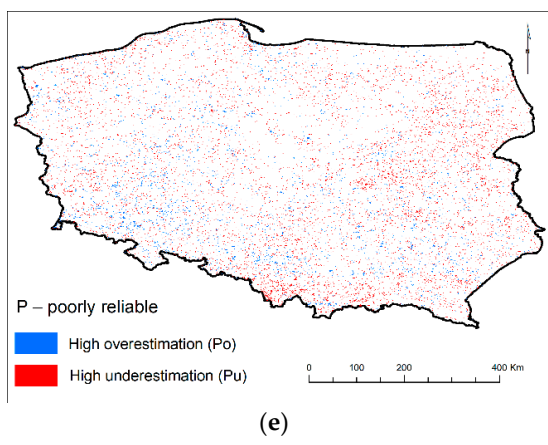 P – poorly reliable
High overestimation (Po)
High underestimation (Pu)
0 100 200 400 Km
(e)